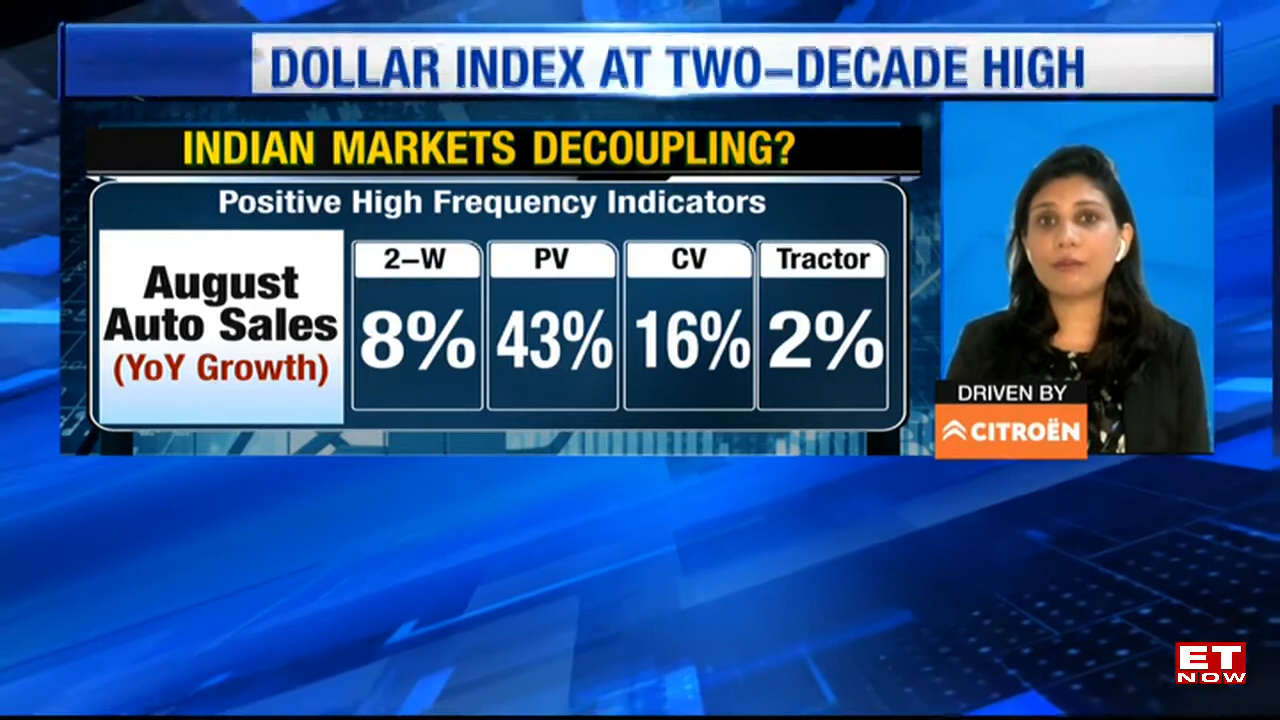 DOLLAR INDEX AT TWO–DECADE HIGH
INDIAN MARKETS DECOUPLING?
Positive High Frequency Indicators
August
Auto Sales
(YoY Growth)
2–W
8%
PV
43%
CV
16%
Tractor
2%
DRIVEN BY
CITROËN
ET
NOW